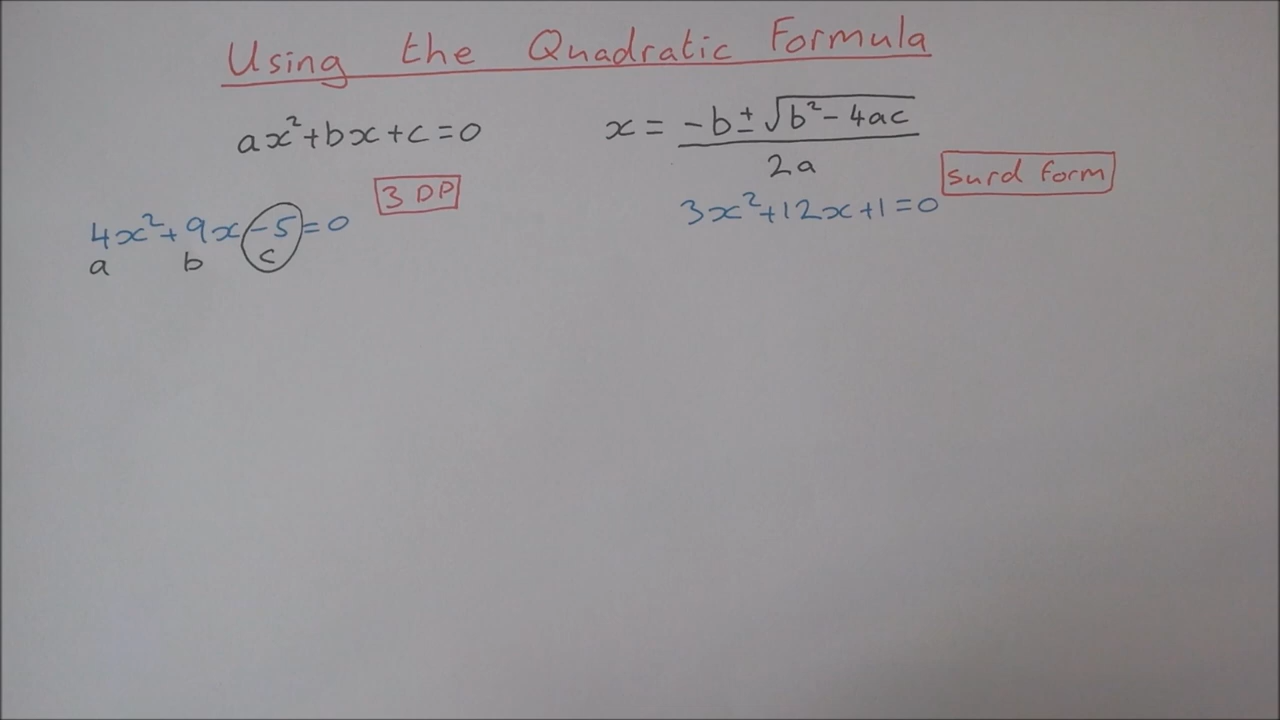 Using the Quadratic Formula
ax²+bx+c=0
x = -b±√b²-4ac
2a
3 DP
surd form
4x²+9x-5=0
a b c
3x²+12x+1=0